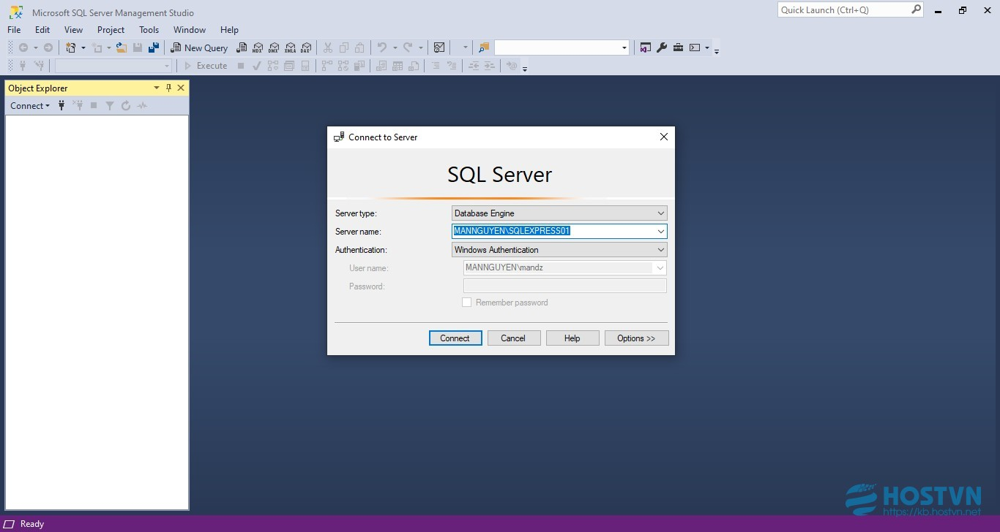 Microsoft SQL Server Management Studio
Quick Launch (Ctrl+Q)
File Edit View Project Tools Window Help
New Query MDX DMX XMLA DAX
Execute
Object Explorer
Connect
Connect to Server
SQL Server
Server type: Database Engine
Server name: MANNGUYEN\SQLEXPRESS01
Authentication: Windows Authentication
User name: MANNGUYEN\mandz
Password:
Remember password
Connect Cancel Help Options >>
HOSTVN
https://kb.hostvn.net
Ready